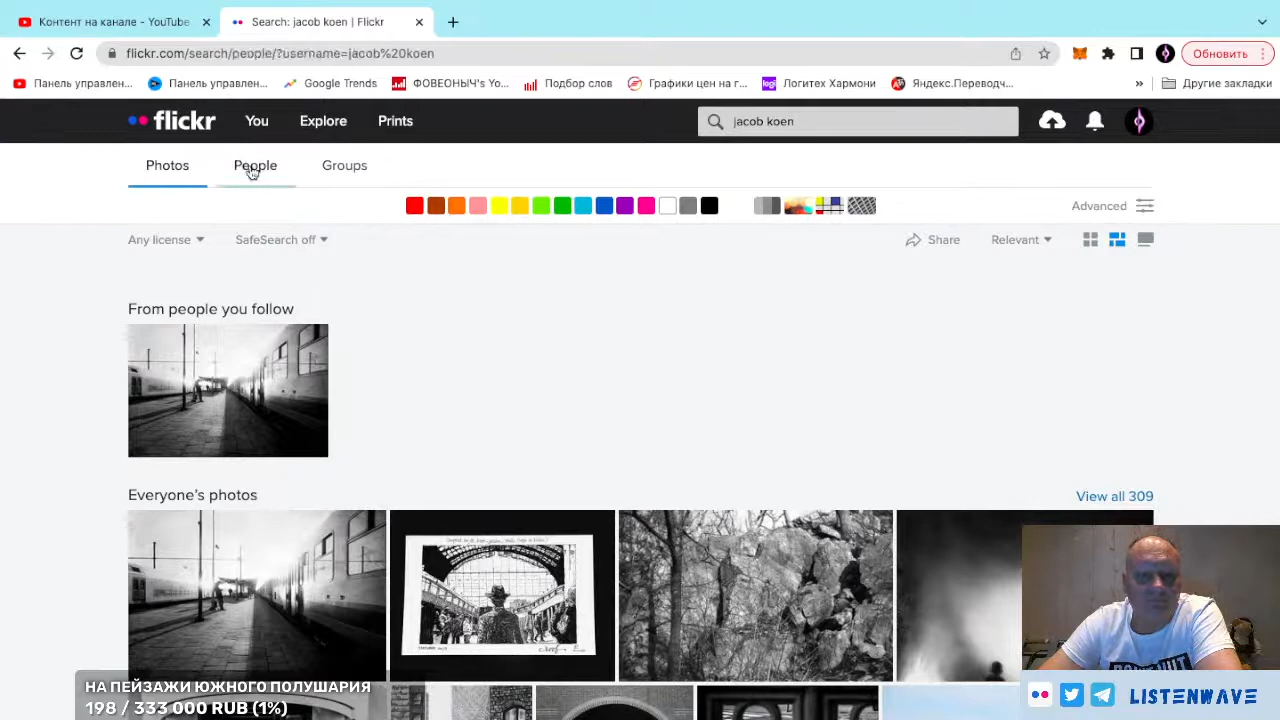 Контент на канале - YouTube
Search: jacob koen | Flickr
flickr.com/search/people/?username=jacob%20koen
Обновить
Панель управлен...
Панель управлен...
Google Trends
ФОВЕОНЫЧ's Yo...
Подбор слов
Графики цен на г...
Логитех Хармони
Яндекс.Переводч...
»
Другие закладки
flickr
You
Explore
Prints
jacob koen
Photos
People
Groups
Advanced
Any license
SafeSearch off
Share
Relevant
From people you follow
Everyone's photos
View all 309
НА ПЕЙЗАЖИ ЮЖНОГО ПОЛУШАРИЯ
198 / 333 000 RUB (1%)
LISTENWAVE